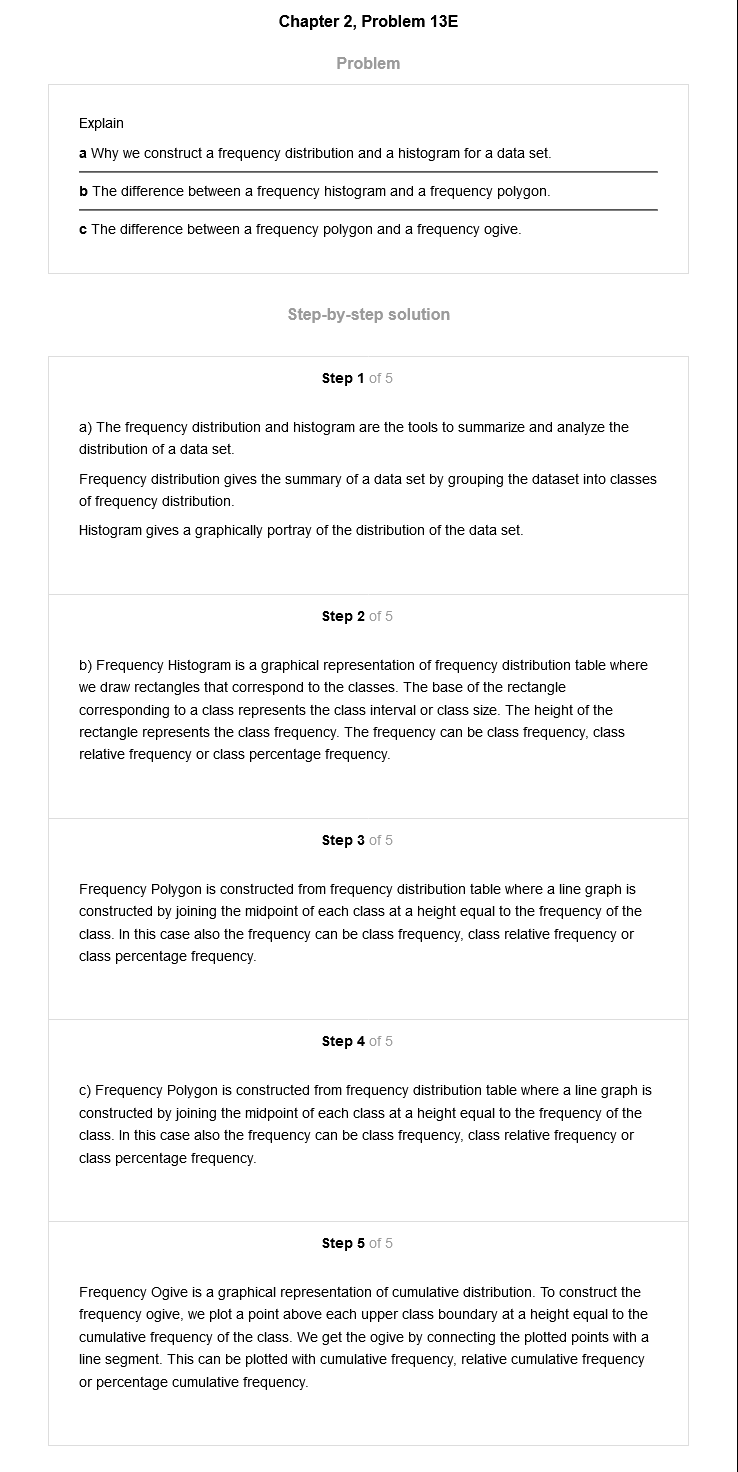 Chapter 2, Problem 13E
Problem
Explain
a Why we construct a frequency distribution and a histogram for a data set.
b The difference between a frequency histogram and a frequency polygon.
c The difference between a frequency polygon and a frequency ogive.
Step-by-step solution
Step 1 of 5
a) The frequency distribution and histogram are the tools to summarize and analyze the
distribution of a data set.
Frequency distribution gives the summary of a data set by grouping the dataset into classes
of frequency distribution.
Histogram gives a graphically portray of the distribution of the data set.
Step 2 of 5
b) Frequency Histogram is a graphical representation of frequency distribution table where
we draw rectangles that correspond to the classes. The base of the rectangle
corresponding to a class represents the class interval or class size. The height of the
rectangle represents the class frequency. The frequency can be class frequency, class
relative frequency or class percentage frequency.
Step 3 of 5
Frequency Polygon is constructed from frequency distribution table where a line graph is
constructed by joining the midpoint of each class at a height equal to the frequency of the
class. In this case also the frequency can be class frequency, class relative frequency or
class percentage frequency.
Step 4 of 5
c) Frequency Polygon is constructed from frequency distribution table where a line graph is
constructed by joining the midpoint of each class at a height equal to the frequency of the
class. In this case also the frequency can be class frequency, class relative frequency or
class percentage frequency.
Step 5 of 5
Frequency Ogive is a graphical representation of cumulative distribution. To construct the
frequency ogive, we plot a point above each upper class boundary at a height equal to the
cumulative frequency of the class. We get the ogive by connecting the plotted points with a
line segment. This can be plotted with cumulative frequency, relative cumulative frequency
or percentage cumulative frequency.